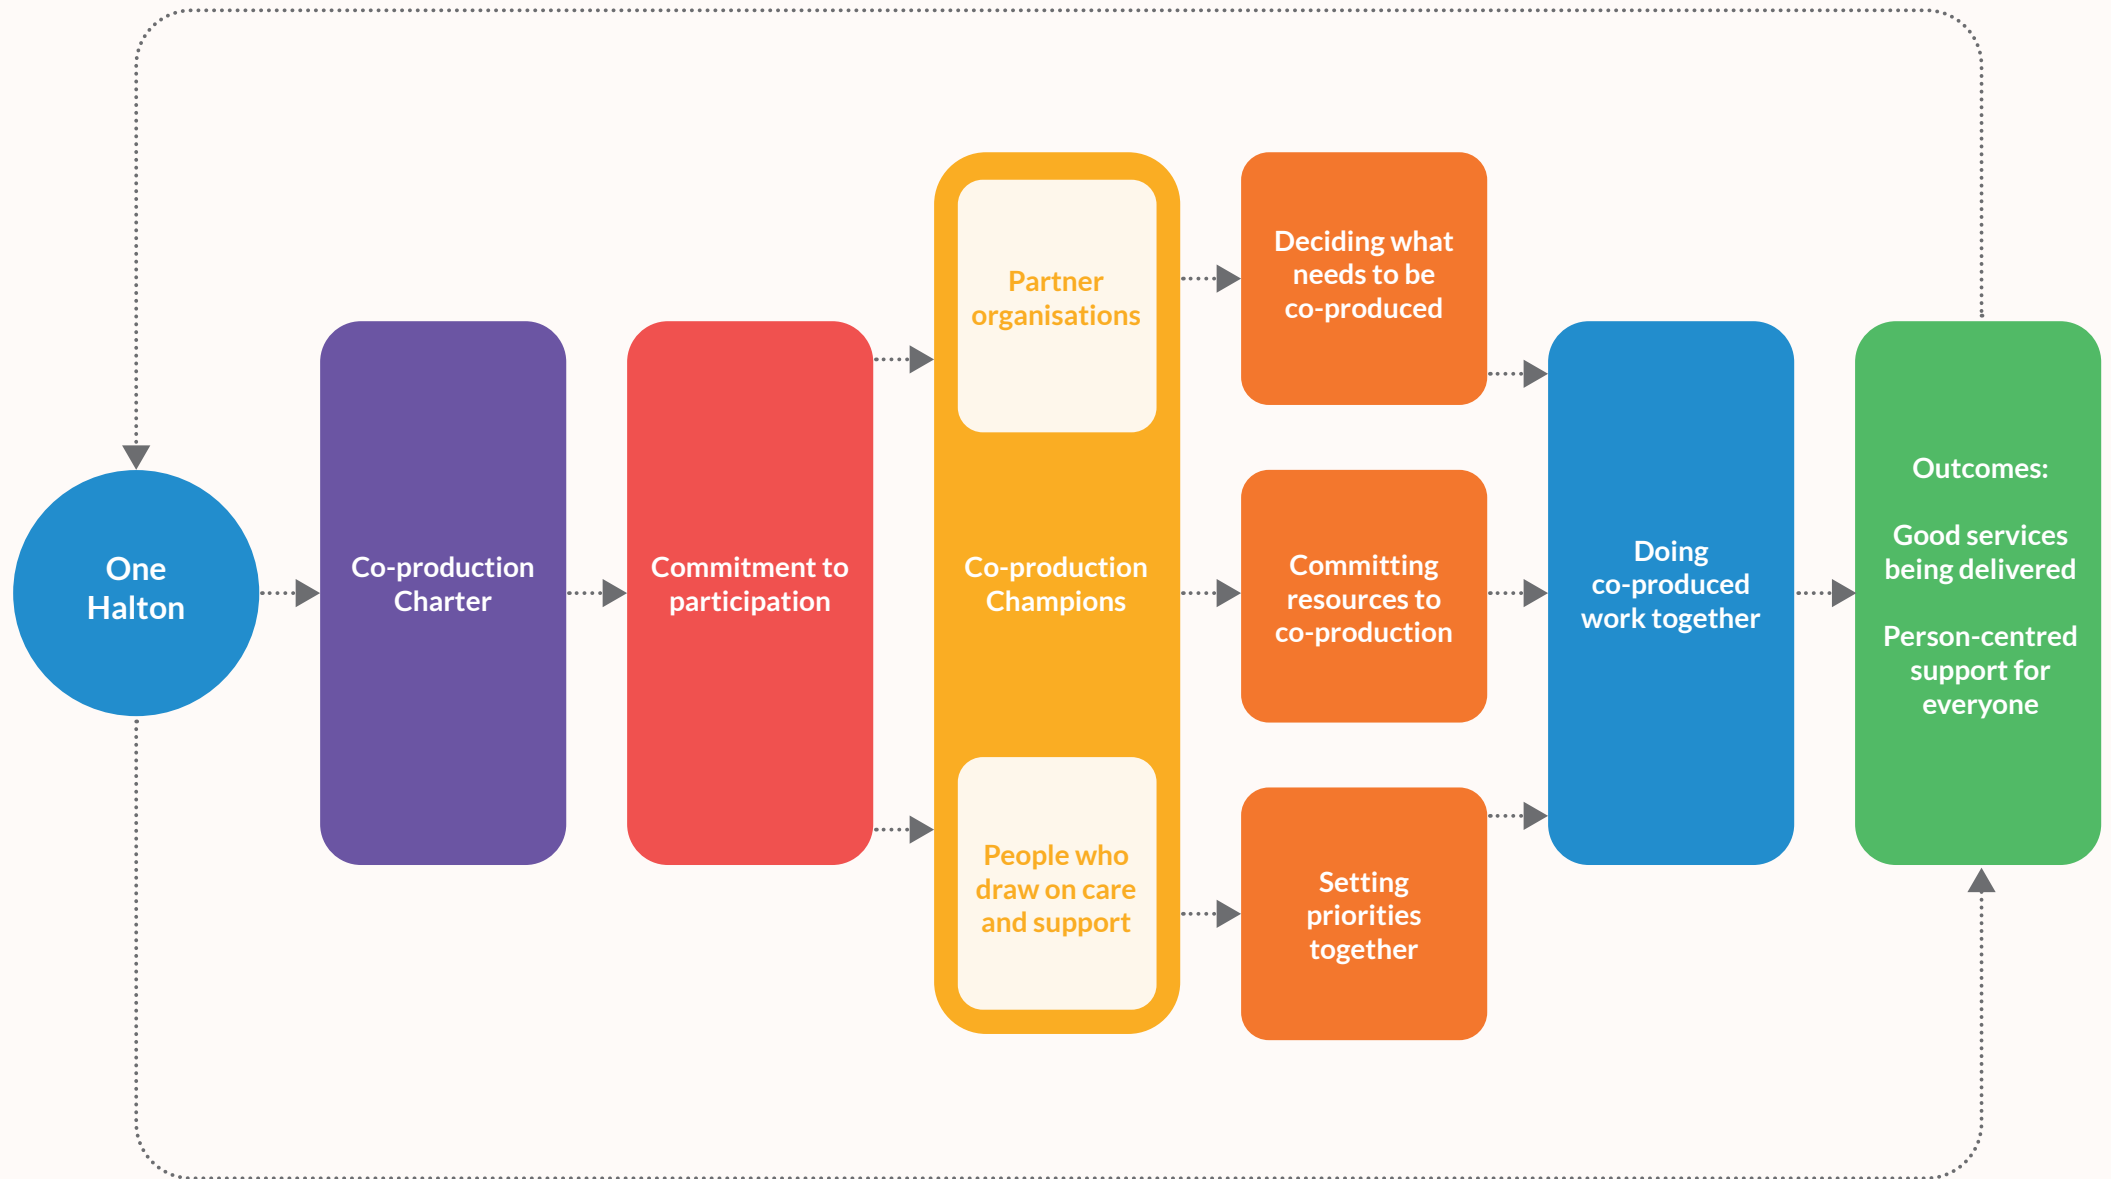 One
Halton
Co-production
Charter
Commitment to
participation
Partner
organisations
Co-production
Champions
People who
draw on care
and support
Deciding what
needs to be
co-produced
Committing
resources to
co-production
Setting
priorities
together
Doing
co-produced
work together
Outcomes:
Good services
being delivered
Person-centred
support for
everyone